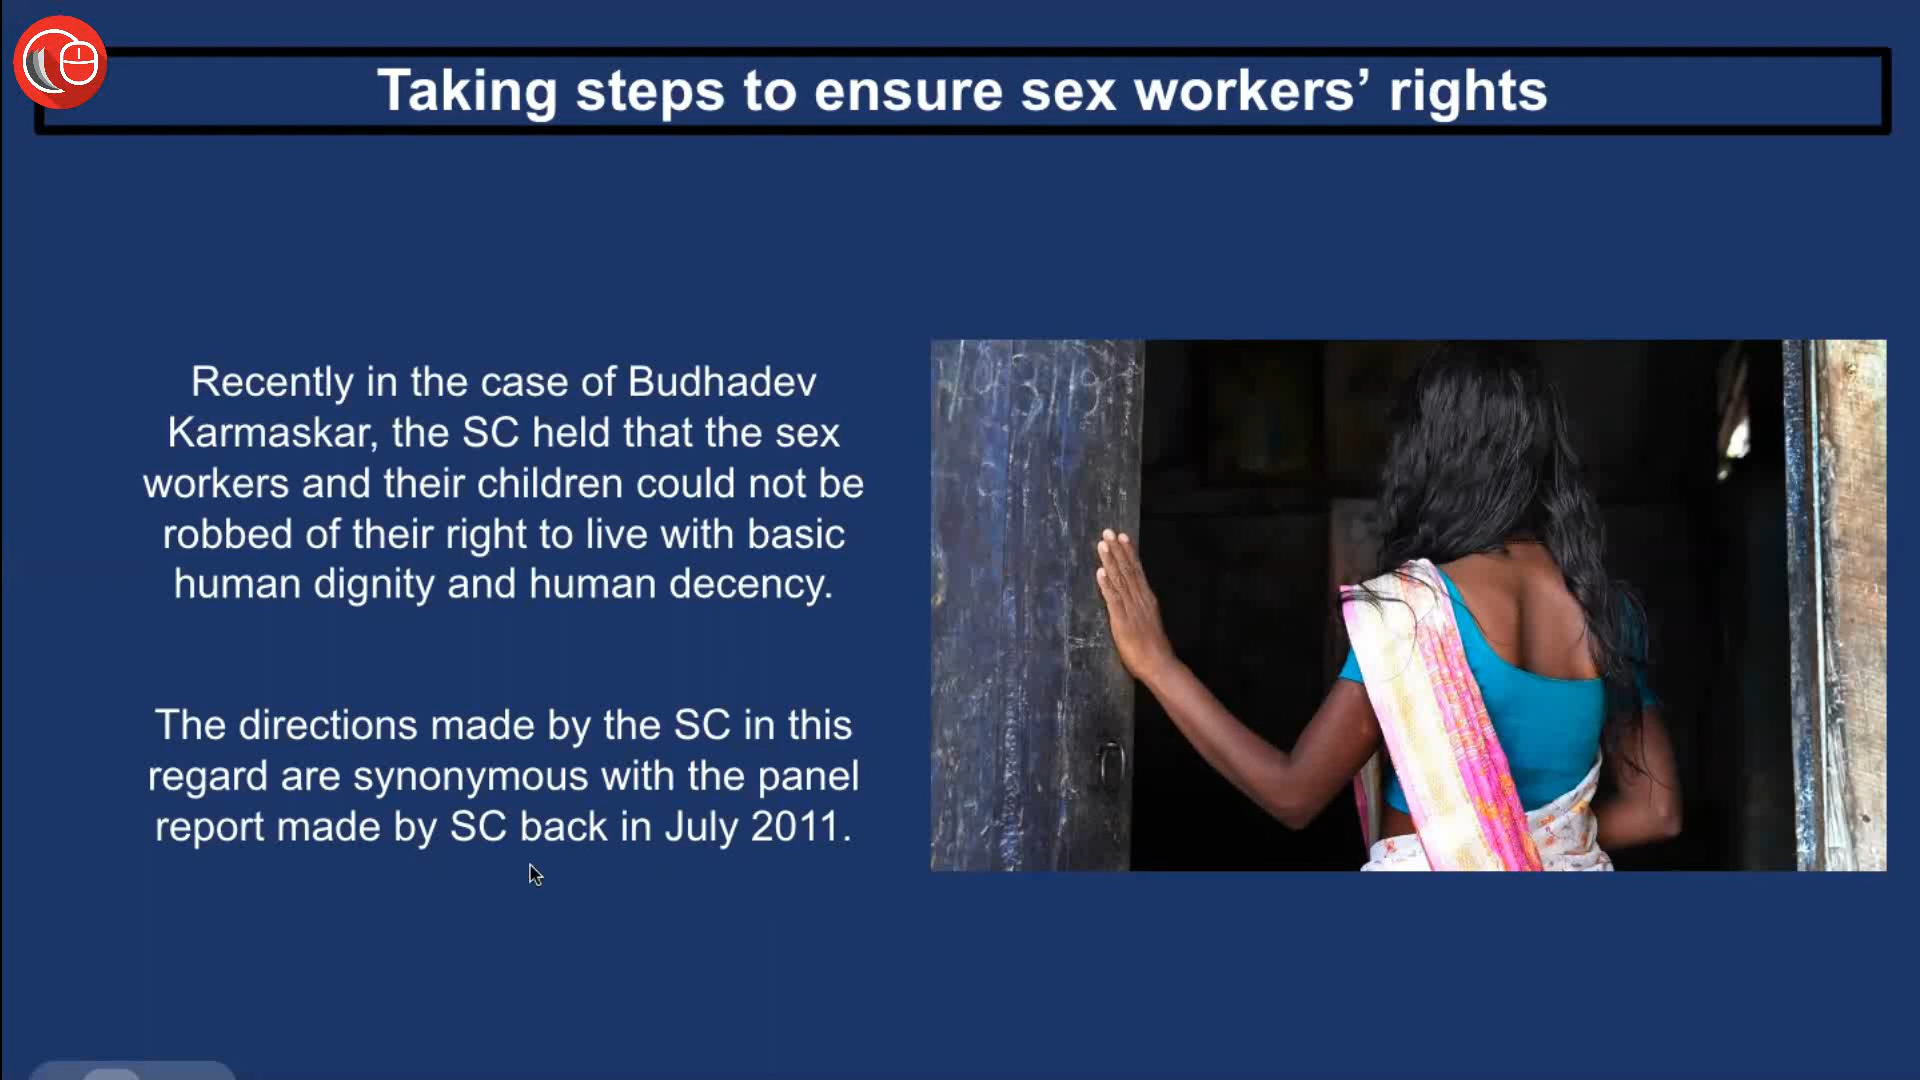 Taking steps to ensure sex workers’ rights
Recently in the case of Budhadev
Karmaskar, the SC held that the sex
workers and their children could not be
robbed of their right to live with basic
human dignity and human decency.
The directions made by the SC in this
regard are synonymous with the panel
report made by SC back in July 2011.